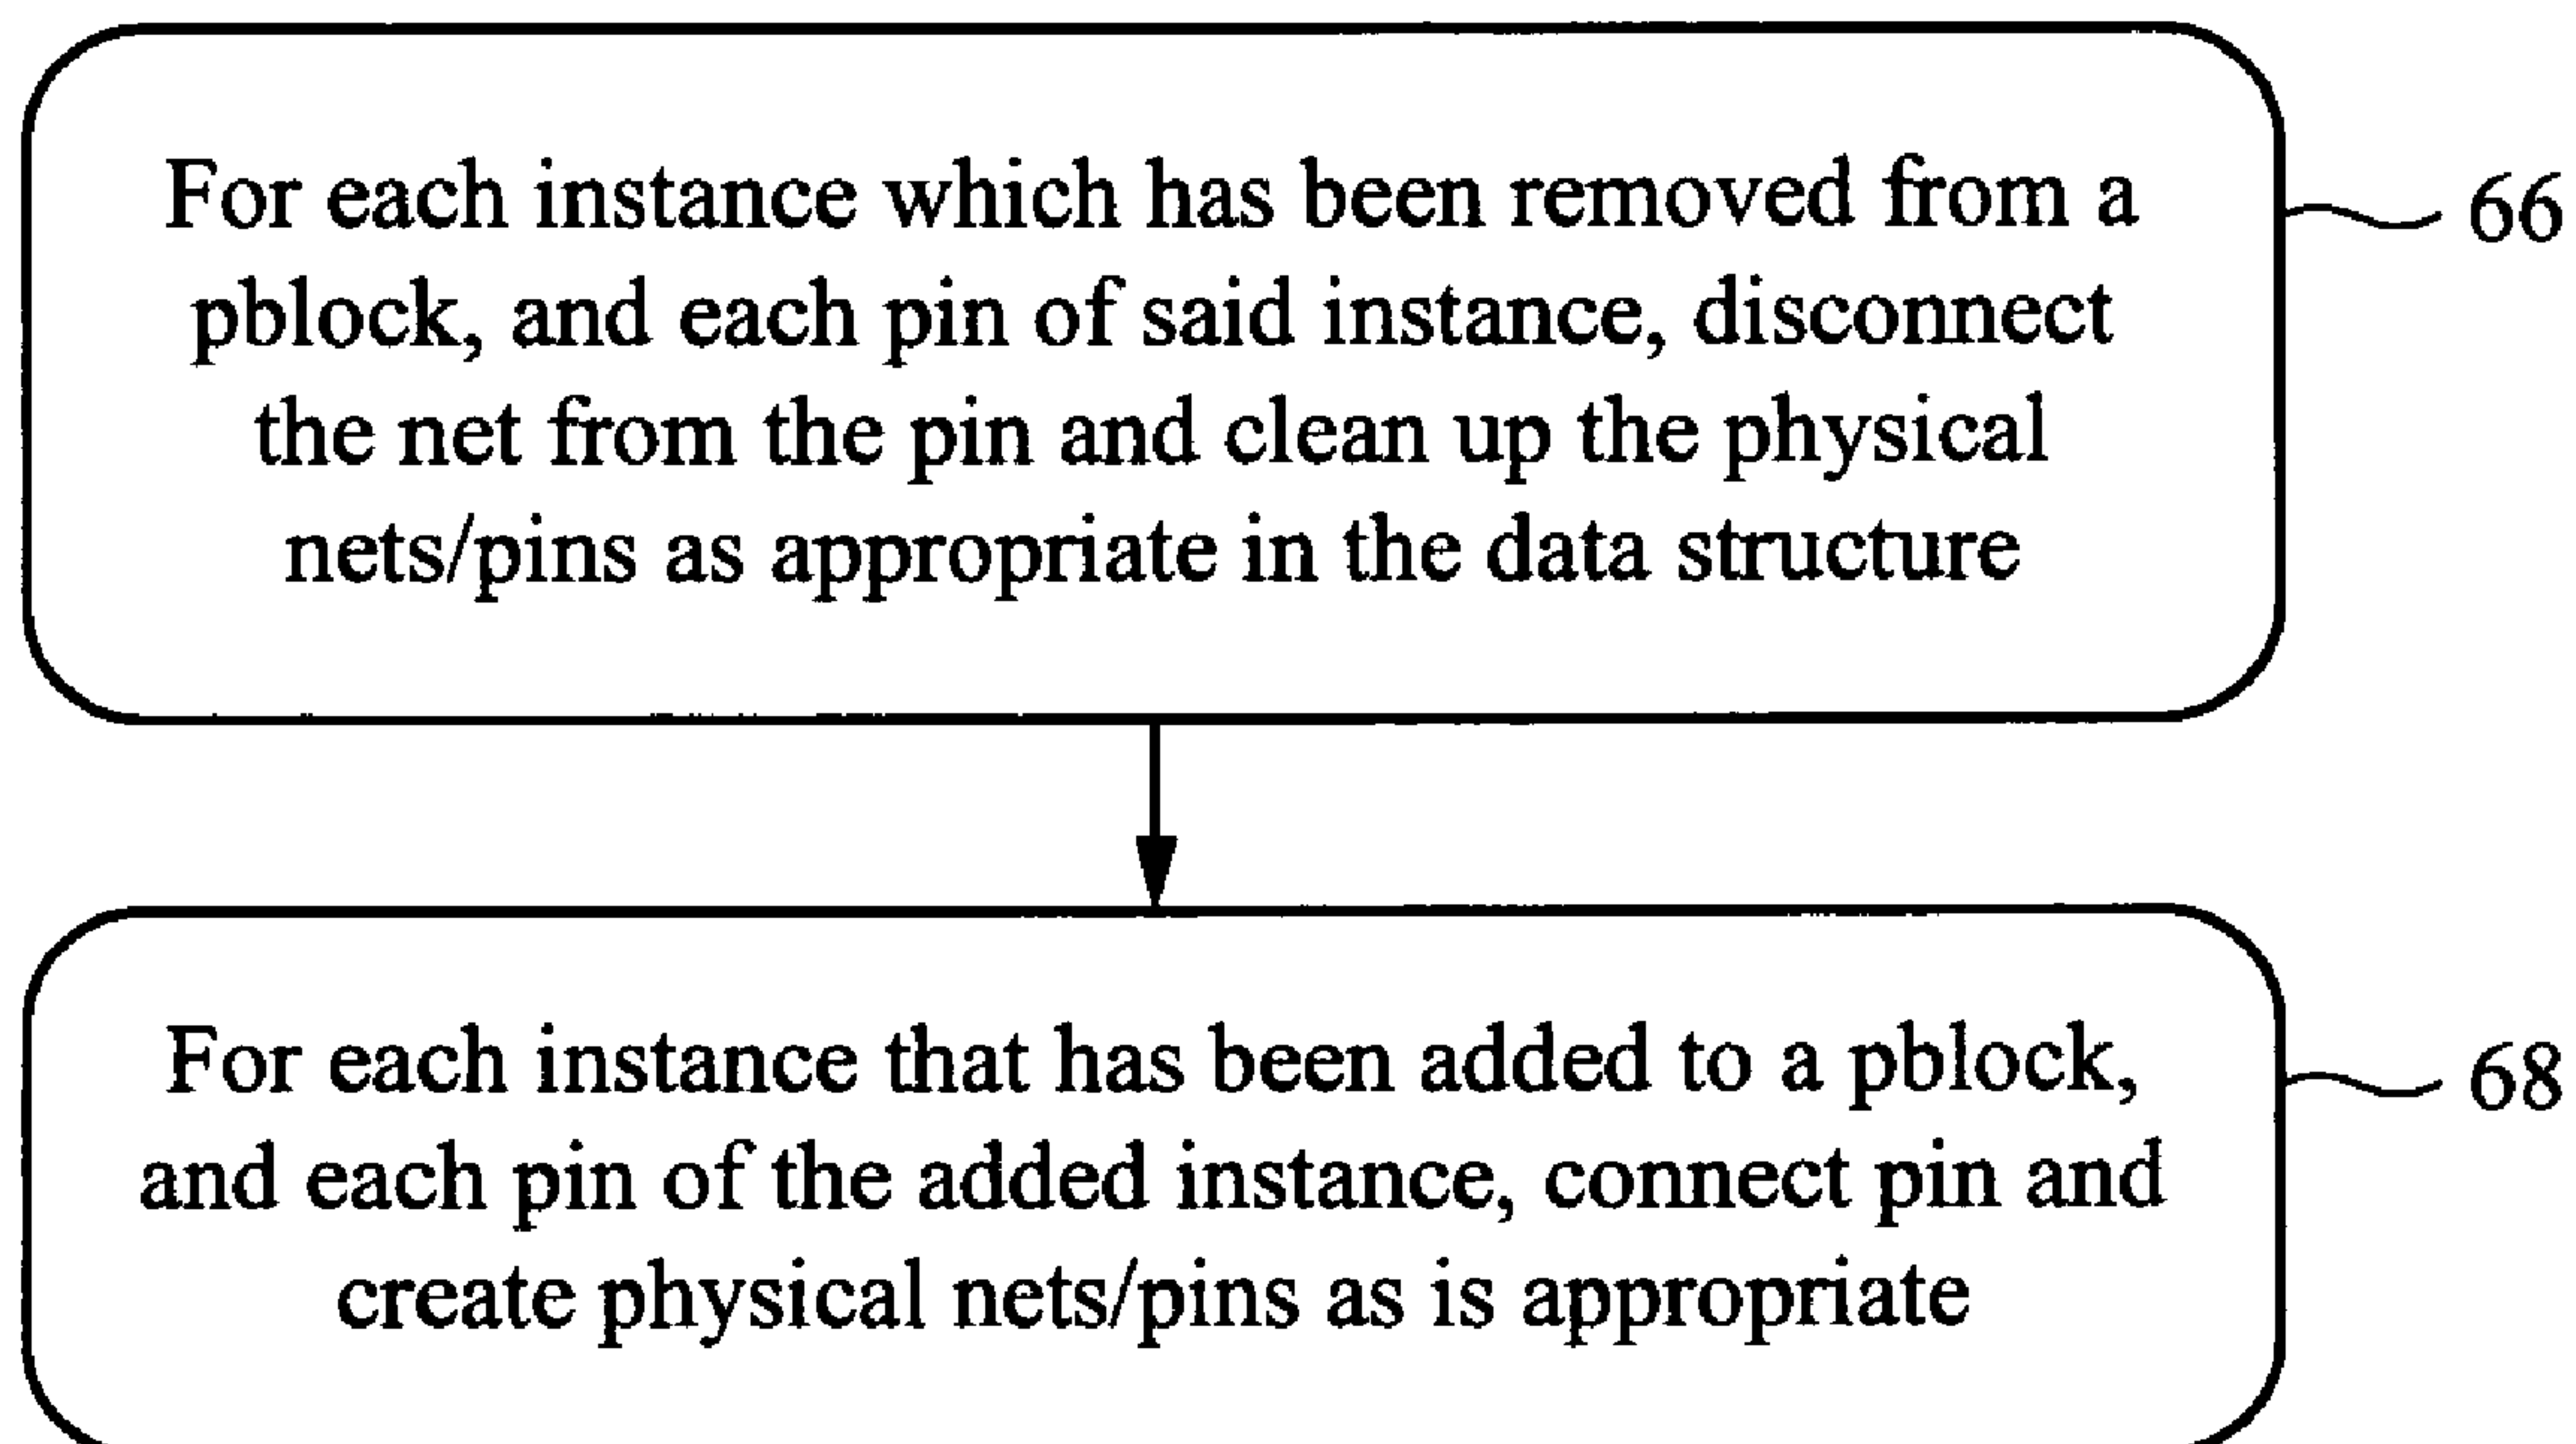 For each instance which has been removed from a
pblock, and each pin of said instance, disconnect
the net from the pin and clean up the physical
nets/pins as appropriate in the data structure
66
For each instance that has been added to a pblock,
and each pin of the added instance, connect pin and
create physical nets/pins as is appropriate
68